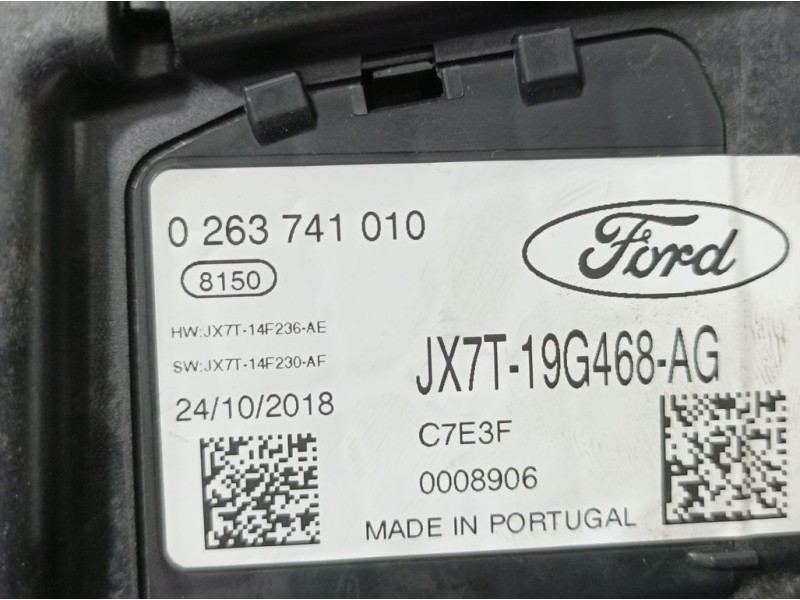 0 263 741 010
8150
Ford
HW:JX7T-14F236-AE
SW:JX7T-14F230-AF
JX7T-19G468-AG
24/10/2018
C7E3F
0008906
MADE IN PORTUGAL